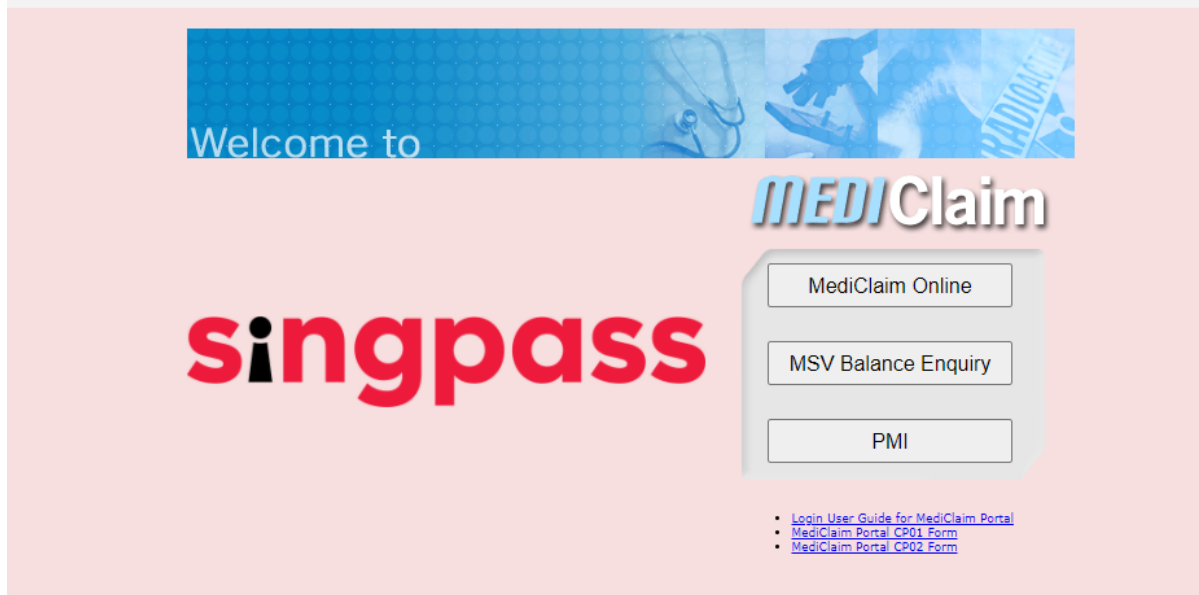 Welcome to
RADIOACTIVE
MEDIClaim
singpass
MediClaim Online
MSV Balance Enquiry
PMI
Login User Guide for MediClaim Portal
MediClaim Portal CP01 Form
MediClaim Portal CP02 Form